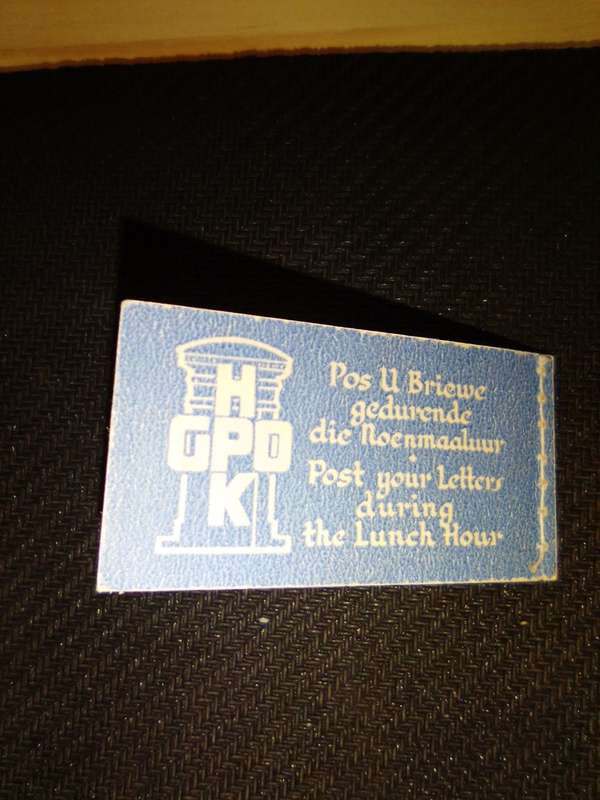 H
GPO
K
Pos U Briewe
gedurende
die Noenmaaluur
Post your Letters
during
the Lunch Hour